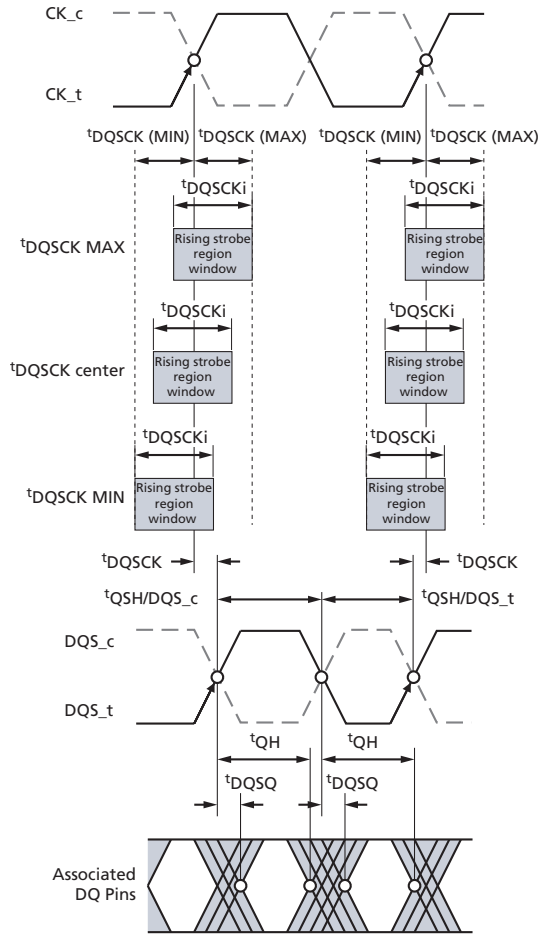 CK_c
CK_t
tDQSCK (MIN) tDQSCK (MAX) tDQSCK (MIN) tDQSCK (MAX)
tDQSCKi tDQSCKi
tDQSCK MAX
Rising strobe
region
window
Rising strobe
region
window
tDQSCKi tDQSCKi
tDQSCK center
Rising strobe
region
window
Rising strobe
region
window
tDQSCKi tDQSCKi
tDQSCK MIN
Rising strobe
region
window
Rising strobe
region
window
tDQSCK tDQSCK
tQSH/DQS_c tQSH/DQS_t
DQS_c
DQS_t
tQH tQH
tDQSQ tDQSQ
Associated
DQ Pins